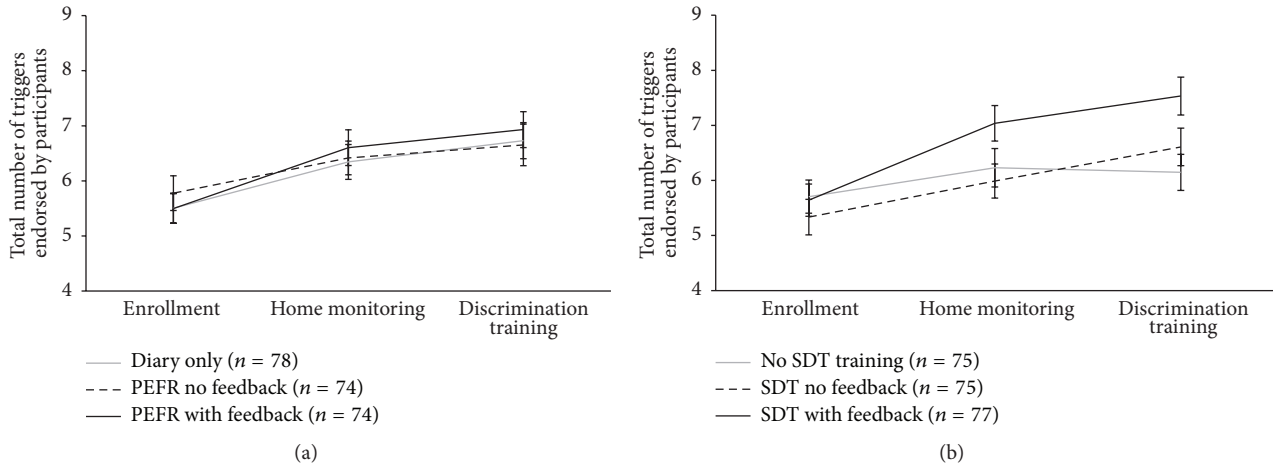 Total number of triggers
endorsed by participants
9
8
7
6
5
4
Enrollment
Home monitoring
Discrimination
training
Diary only (n = 78)
PEFR no feedback (n = 74)
PEFR with feedback (n = 74)
(a)
Total number of triggers
endorsed by participants
9
8
7
6
5
4
Enrollment
Home monitoring
Discrimination
training
No SDT training (n = 75)
SDT no feedback (n = 75)
SDT with feedback (n = 77)
(b)